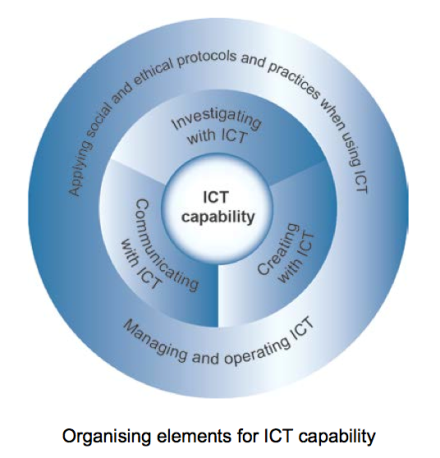 Applying social and ethical protocols and practices when using ICT
Investigating
with ICT
ICT
capability
Communicating
with ICT
Creating
with ICT
Managing and operating ICT
Organising elements for ICT capability